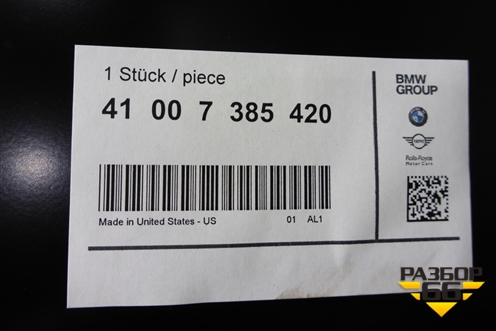 1 Stück / piece
41 00 7 385 420
Made in United States - US 01 AL1
BMW
GROUP
Rolls-Royce
Motor Cars
РАЗБОР
66